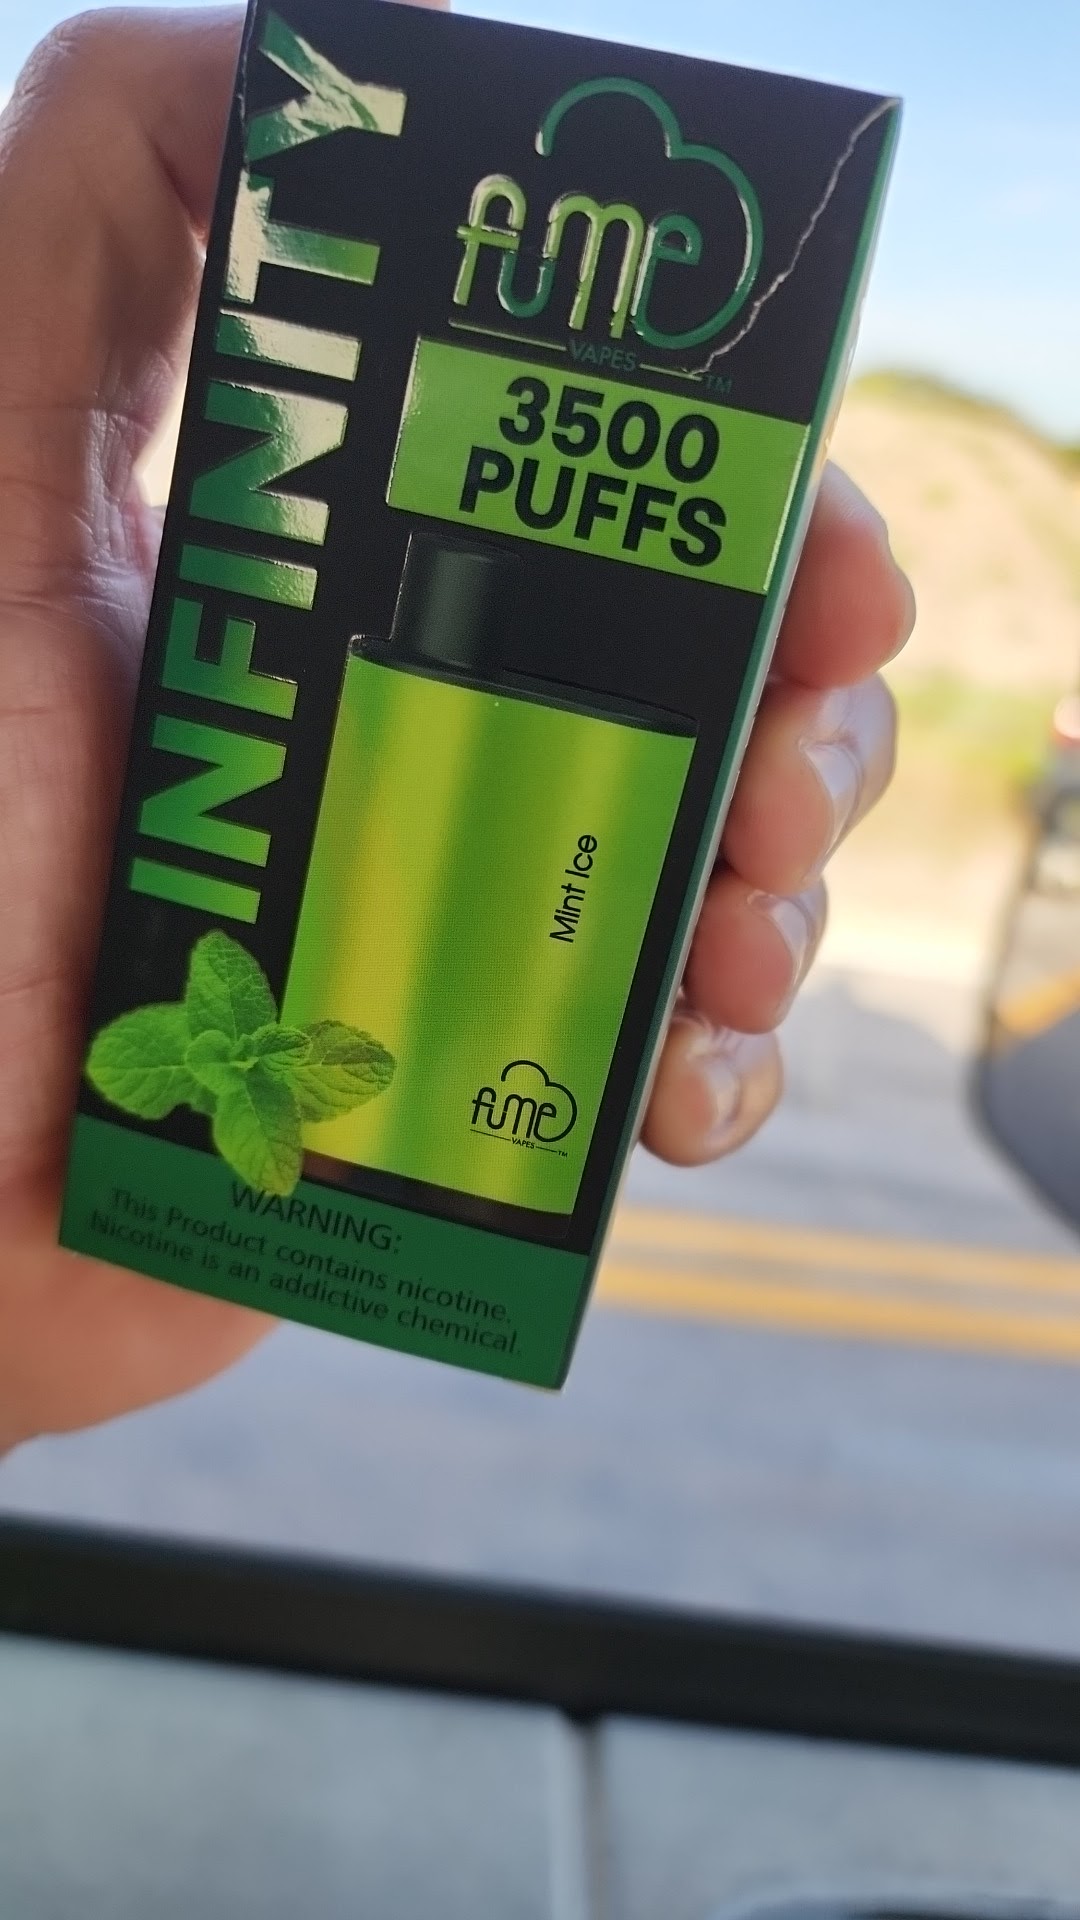 INFINITY
fume
VAPES
TM
3500
PUFFS
Mint Ice
fume
VAPES
TM
WARNING:
This Product contains nicotine.
Nicotine is an addictive chemical.